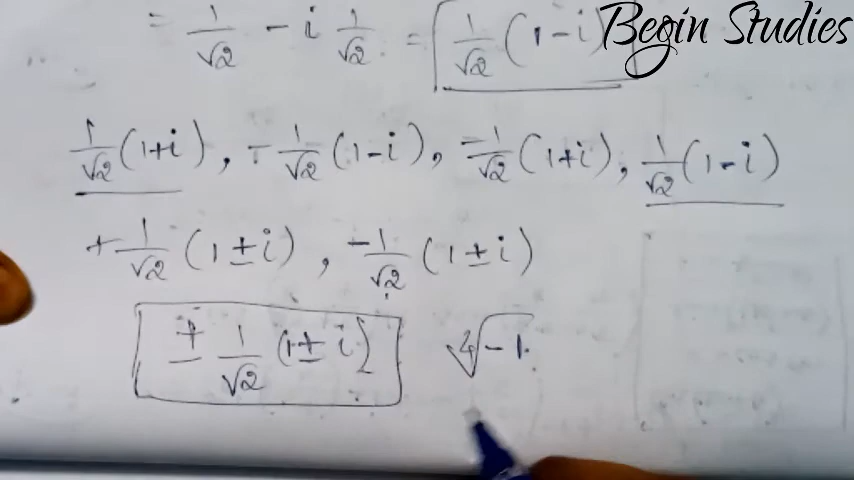 = 1/√2 - i 1/√2 = 1/√2 (1-i)
Begin Studies
1/√2 (1+i), -1/√2 (1-i), -1/√2 (1+i), 1/√2 (1-i)
+1/√2 (1±i), -1/√2 (1±i)
± 1/√2 (1± i) ∜-1